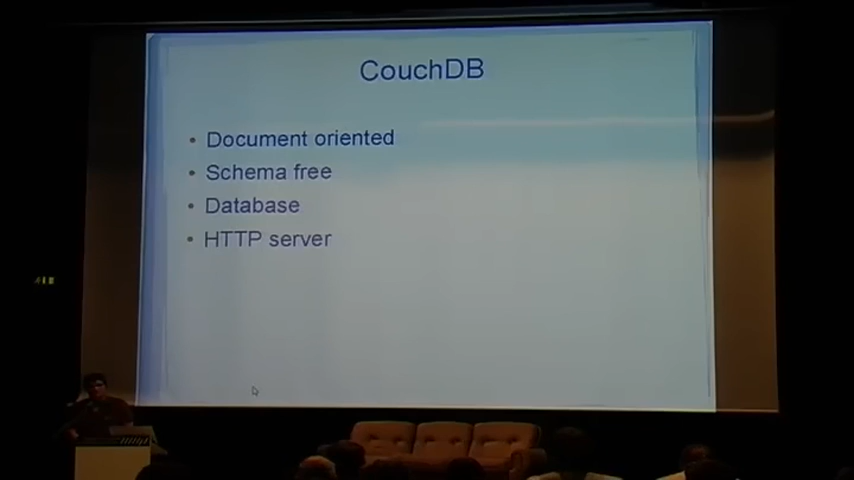 CouchDB
• Document oriented
• Schema free
• Database
• HTTP server